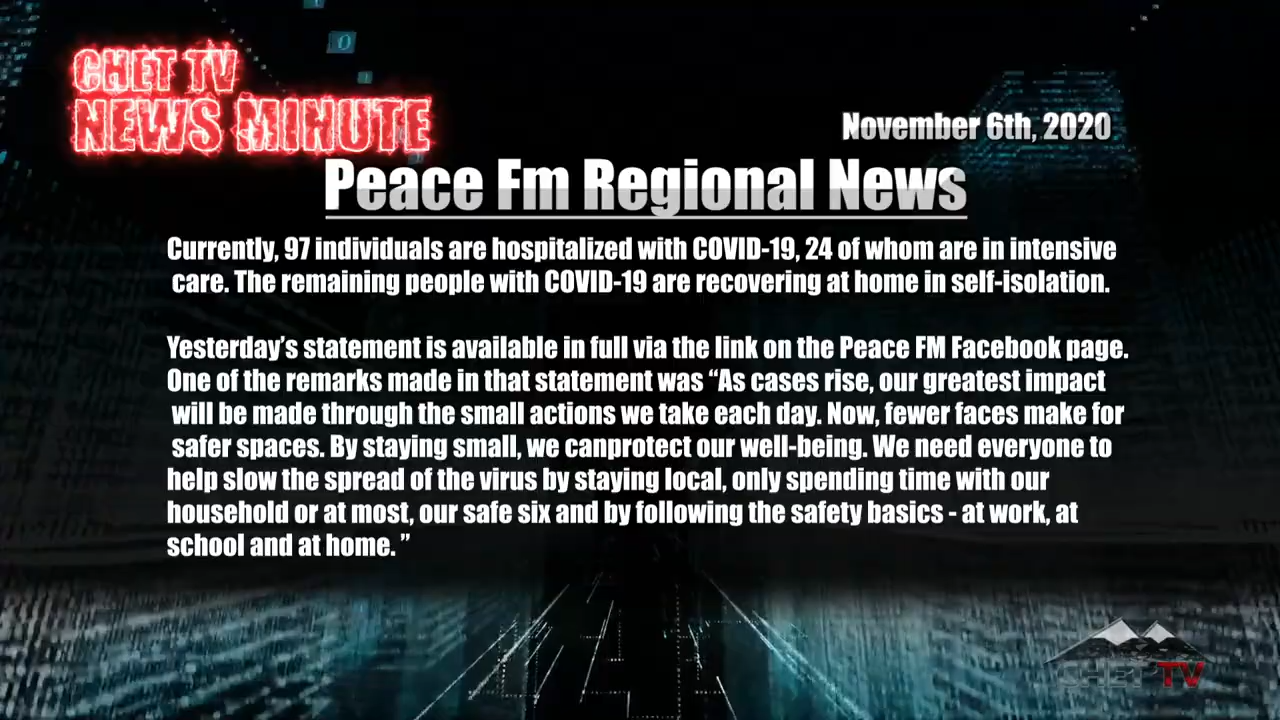 CHET TV
NEWS MINUTE
November 6th, 2020
Peace Fm Regional News
Currently, 97 individuals are hospitalized with COVID-19, 24 of whom are in intensive
care. The remaining people with COVID-19 are recovering at home in self-isolation.
Yesterday's statement is available in full via the link on the Peace FM Facebook page.
One of the remarks made in that statement was “As cases rise, our greatest impact
will be made through the small actions we take each day. Now, fewer faces make for
safer spaces. By staying small, we canprotect our well-being. We need everyone to
help slow the spread of the virus by staying local, only spending time with our
household or at most, our safe six and by following the safety basics - at work, at
school and at home. ”
CHET TV